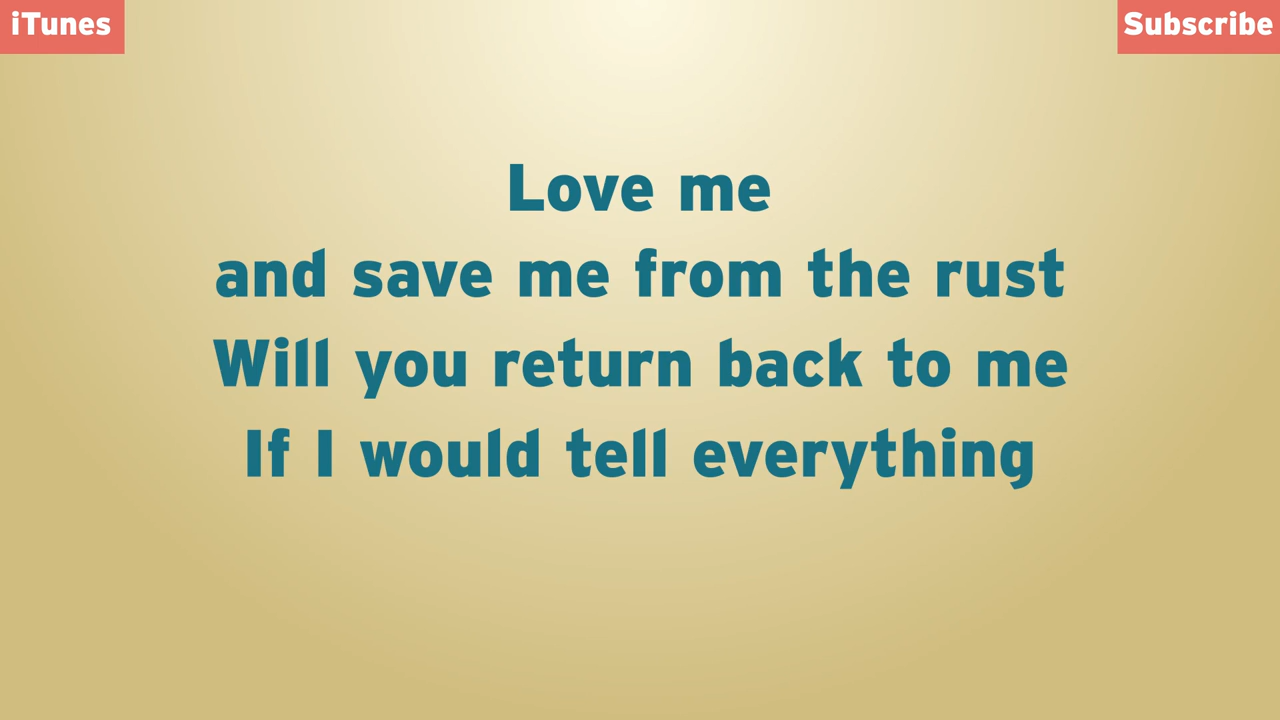 iTunes
Subscribe
Love me
and save me from the rust
Will you return back to me
If I would tell everything